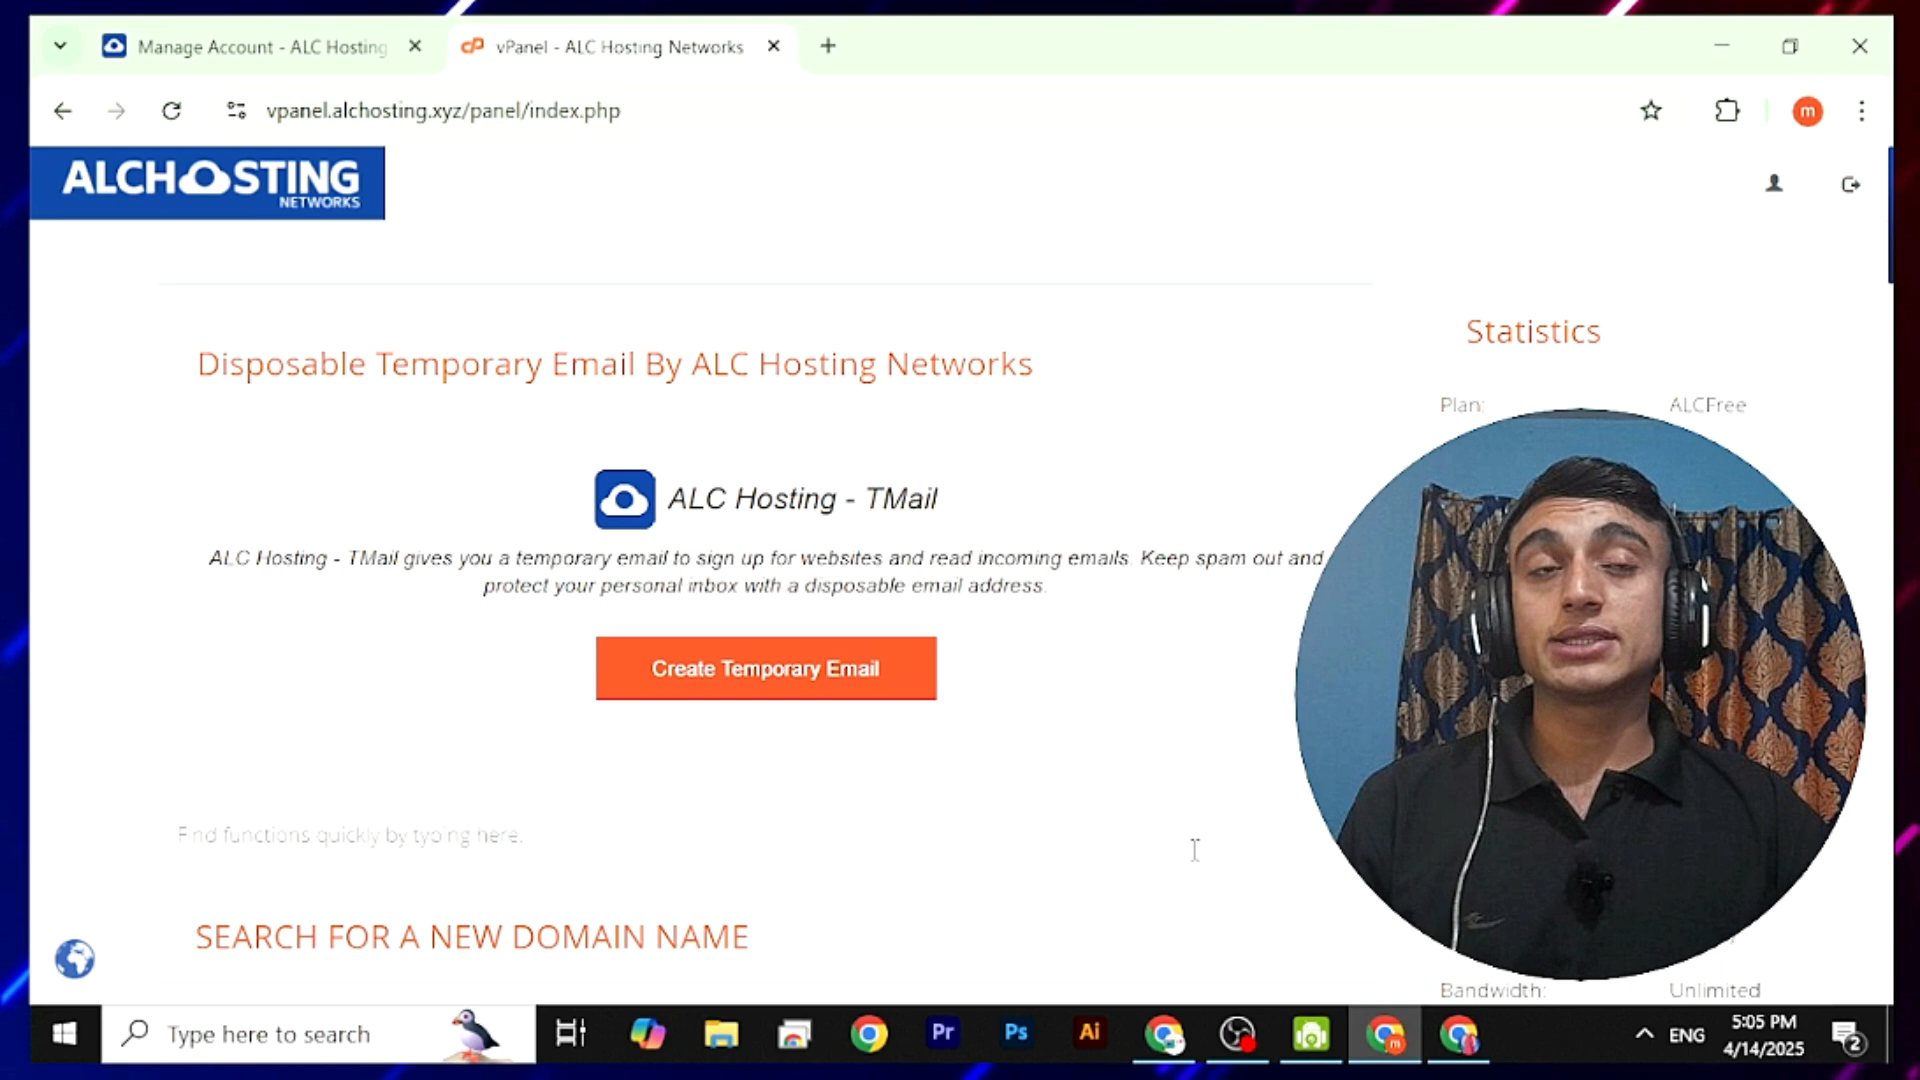 Manage Account - ALC Hosting
vPanel - ALC Hosting Networks
vpanel.alchosting.xyz/panel/index.php
m
ALCHOSTING
NETWORKS
Statistics
Disposable Temporary Email By ALC Hosting Networks
Plan: ALCFree
ALC Hosting - TMail
ALC Hosting - TMail gives you a temporary email to sign up for websites and read incoming emails. Keep spam out and
protect your personal inbox with a disposable email address.
Create Temporary Email
Find functions quickly by typing here.
SEARCH FOR A NEW DOMAIN NAME
Bandwidth: Unlimited
Type here to search
Pr
Ps
Ai
m
ENG
5:05 PM
4/14/2025
2